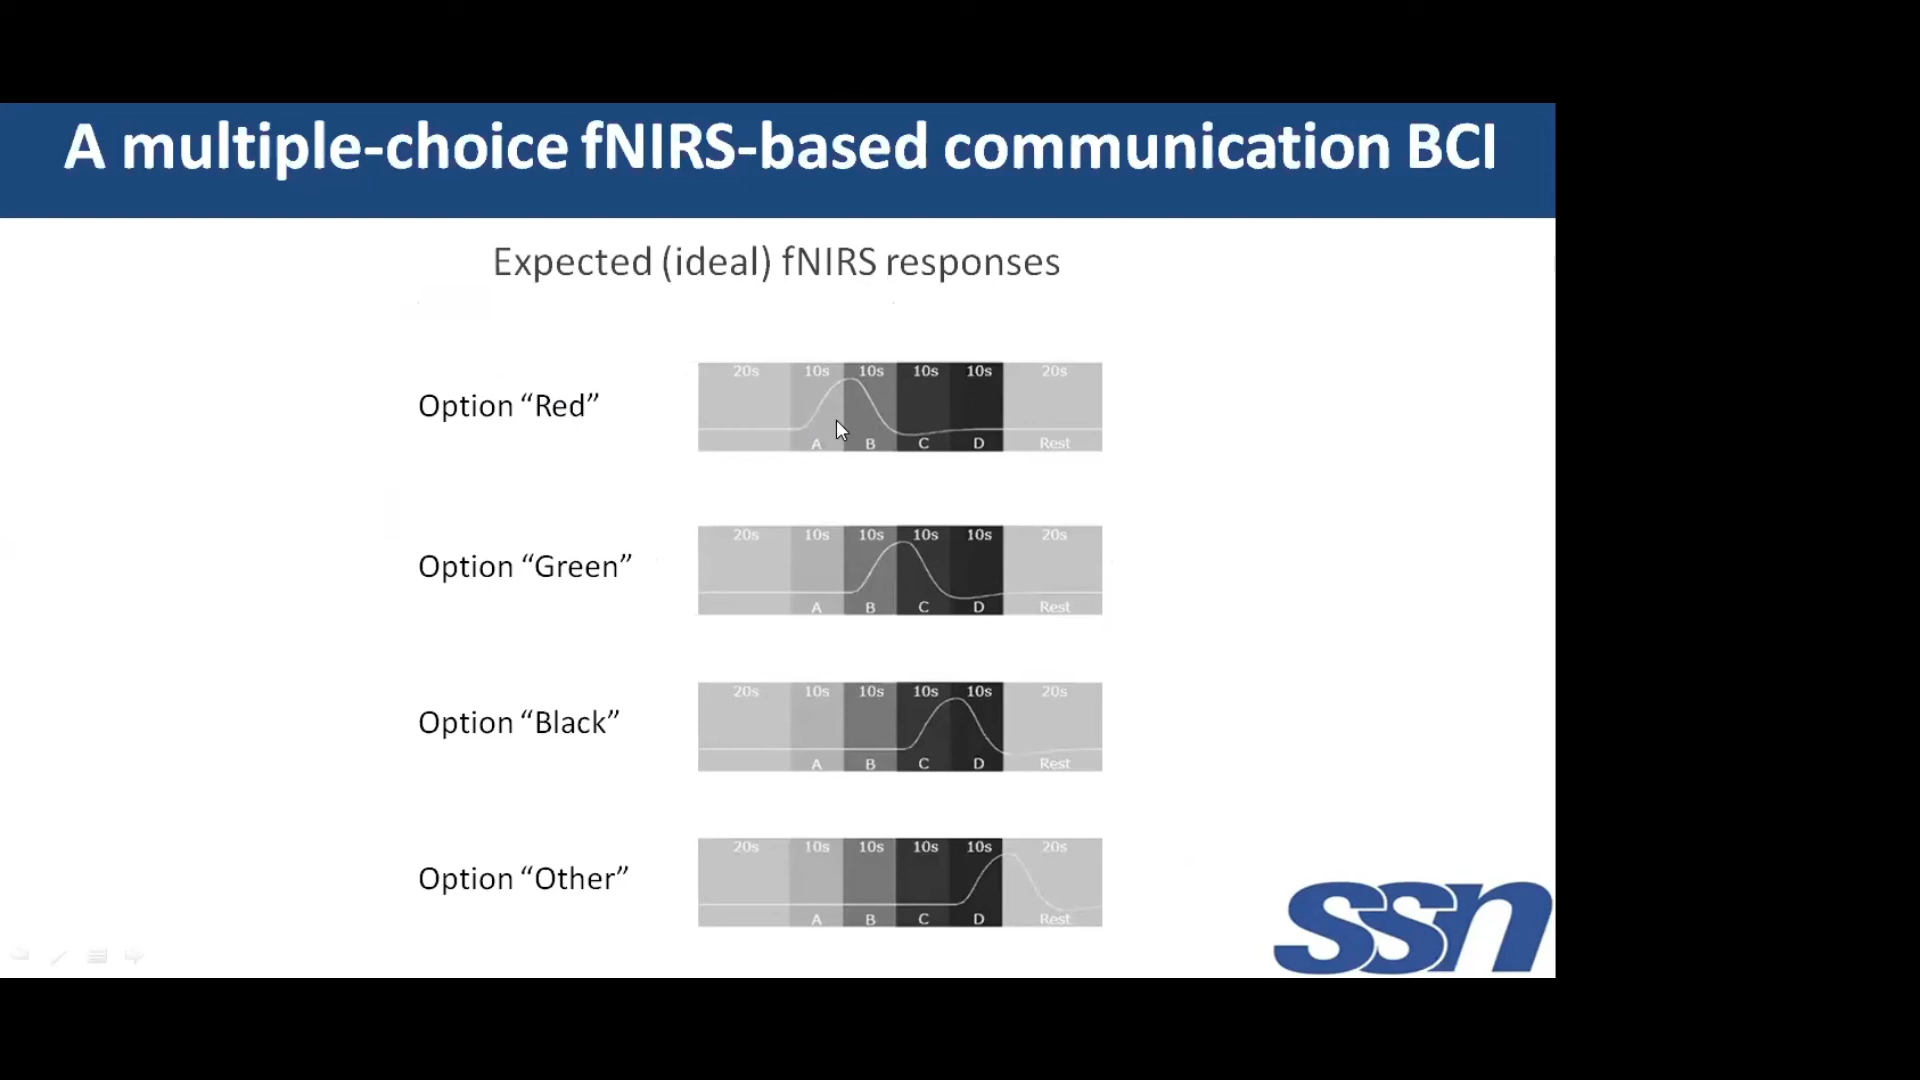 A multiple-choice fNIRS-based communication BCI
Expected (ideal) fNIRS responses
Option “Red”
20s 10s 10s 10s 10s 20s
A B C D Rest
Option “Green”
20s 10s 10s 10s 10s 20s
A B C D Rest
Option “Black”
20s 10s 10s 10s 10s 20s
A B C D Rest
Option “Other”
20s 10s 10s 10s 10s 20s
A B C D Rest
ssn